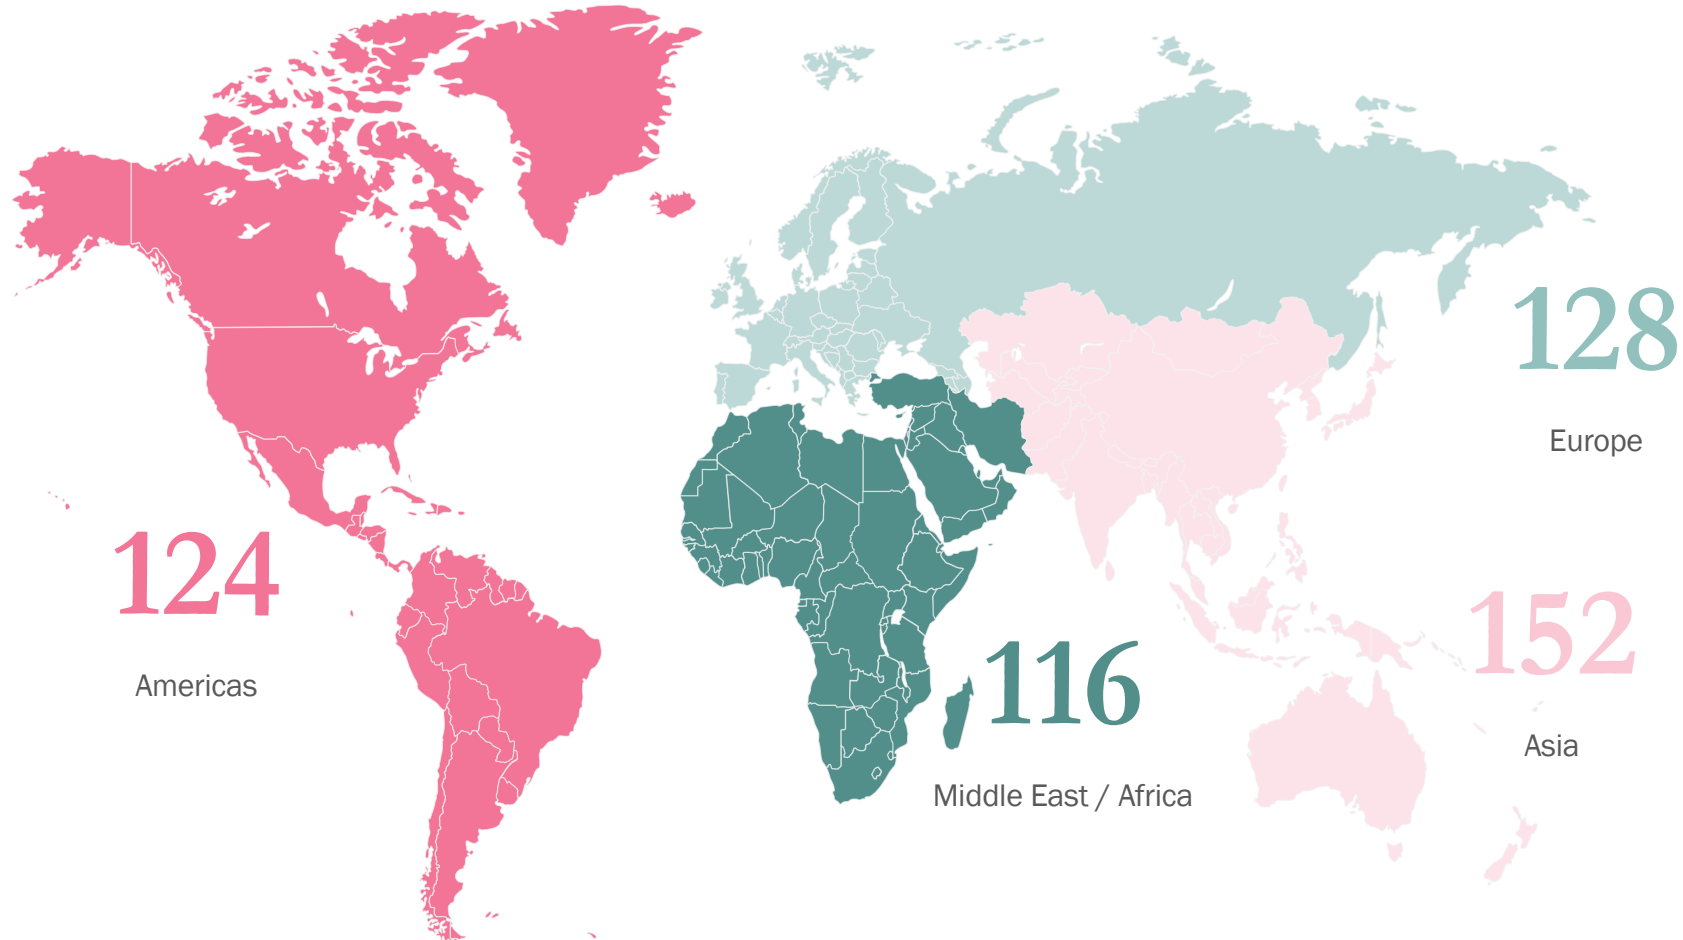 128
Europe
124
Americas
152
Asia
116
Middle East / Africa